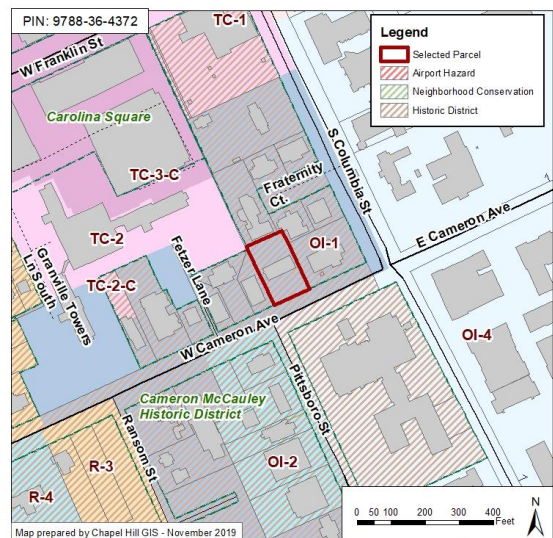 PIN: 9788-36-4372
TC-1
Legend
Selected Parcel
Airport Hazard
Neighborhood Conservation
Historic District
W Franklin St
Carolina Square
TC-3-C
S Columbia St
Fraternity
Ct.
E Cameron Ave
TC-2
OI-1
Granville Towers
Ln South
TC-2-C
Fetzer Lane
W Cameron Ave
OI-4
Cameron McCauley
Historic District
Pittsboro St
Ransom St
R-3
OI-2
R-4
0 50 100 200 300 400
Feet
N
Map prepared by Chapel Hill GIS - November 2019